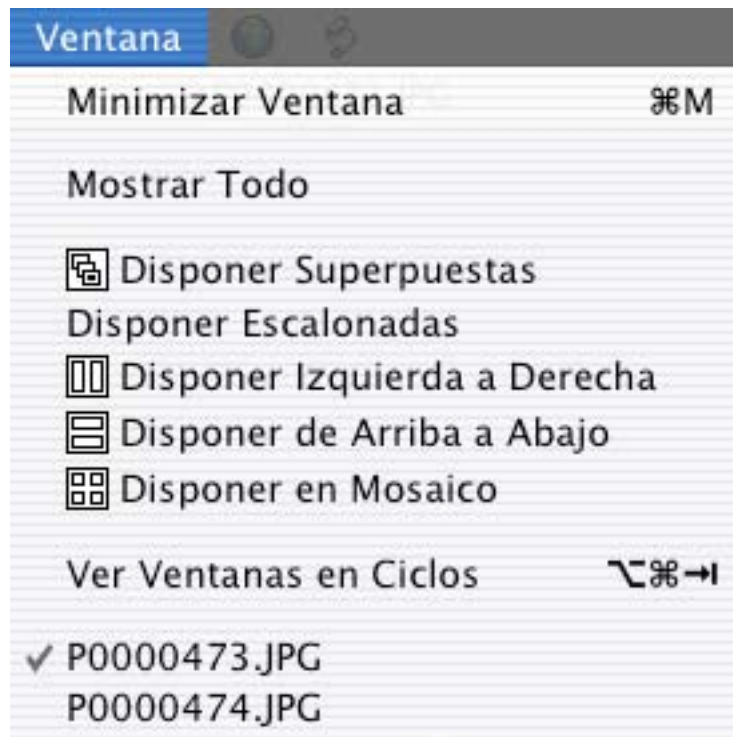 Ventana
Minimizar Ventana ⌘M
Mostrar Todo
Disponer Superpuestas
Disponer Escalonadas
Disponer Izquierda a Derecha
Disponer de Arriba a Abajo
Disponer en Mosaico
Ver Ventanas en Ciclos ⌥⌘⇥
✓ P0000473.JPG
P0000474.JPG